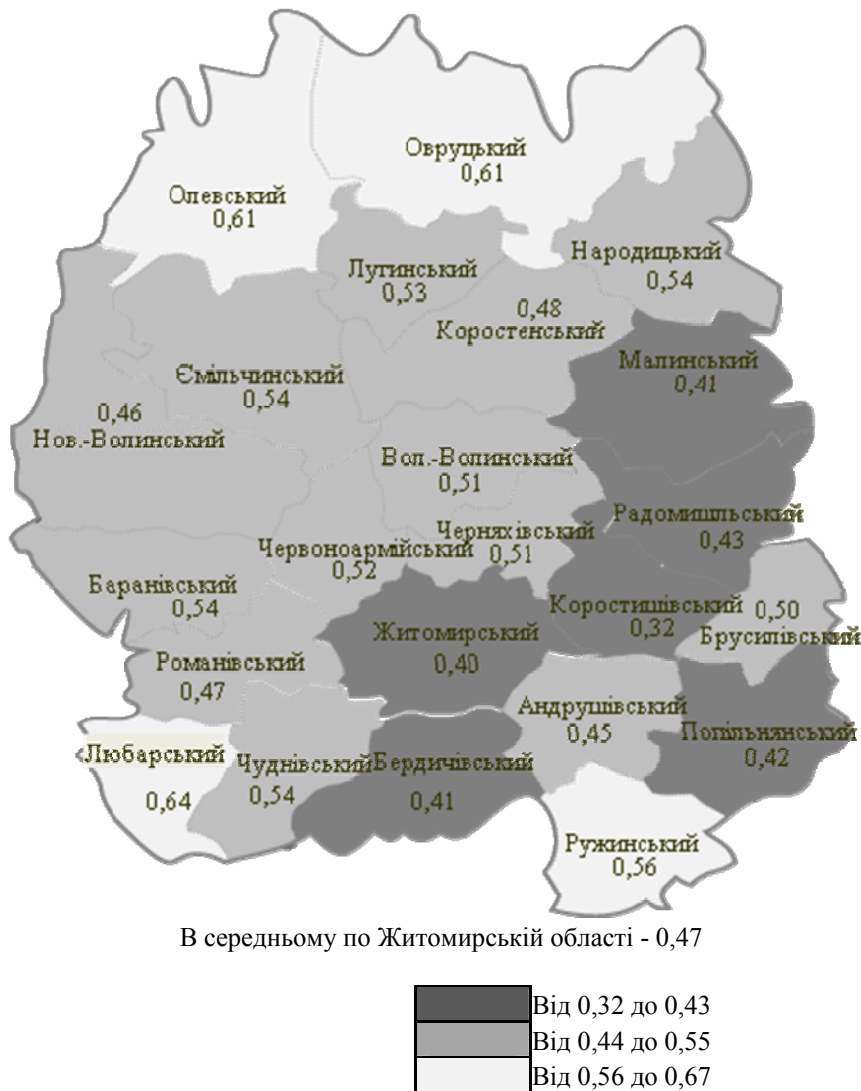 Овруцький
0,61
Олевський
0,61
Народицький
0,54
Лугинський
0,53
0,48
Коростенський
Малинський
0,41
Ємільчинський
0,54
0,46
Нов.-Волинський
Вол.-Волинський
0,51
Радомишльський
0,43
Черняхівський
0,51
Червоноармійський
0,52
Баранівський
0,54
Коростишівський
0,32
0,50
Брусилівський
Житомирський
0,40
Романівський
0,47
Андрушівський
0,45
Попільнянський
0,42
Любарський
0,64
Чуднівський
0,54
Бердичівський
0,41
Ружинський
0,56
В середньому по Житомирській області - 0,47
Від 0,32 до 0,43
Від 0,44 до 0,55
Від 0,56 до 0,67